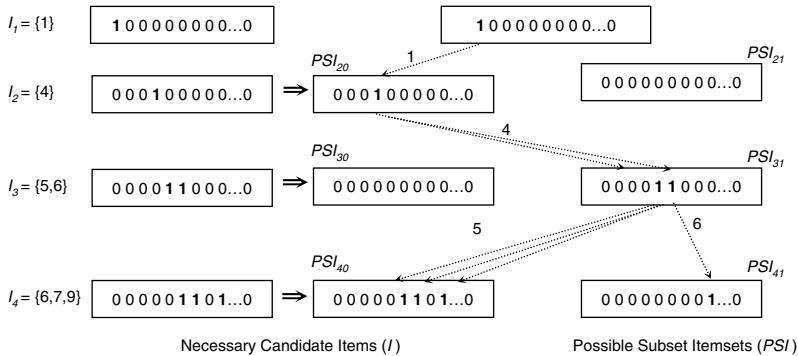 I1 = {1}
1 0 0 0 0 0 0 0 0...0
1 0 0 0 0 0 0 0 0...0
1
PSI20
PSI21
I2 = {4}
0 0 0 1 0 0 0 0 0...0
⇒
0 0 0 1 0 0 0 0 0...0
0 0 0 0 0 0 0 0 0...0
4
PSI30
PSI31
I3 = {5,6}
0 0 0 0 1 1 0 0 0...0
⇒
0 0 0 0 0 0 0 0 0...0
0 0 0 0 1 1 0 0 0...0
5
6
PSI40
PSI41
I4 = {6,7,9}
0 0 0 0 0 1 1 0 1...0
⇒
0 0 0 0 0 1 1 0 1...0
0 0 0 0 0 0 0 0 1...0
Necessary Candidate Items (I)
Possible Subset Itemsets (PSI)